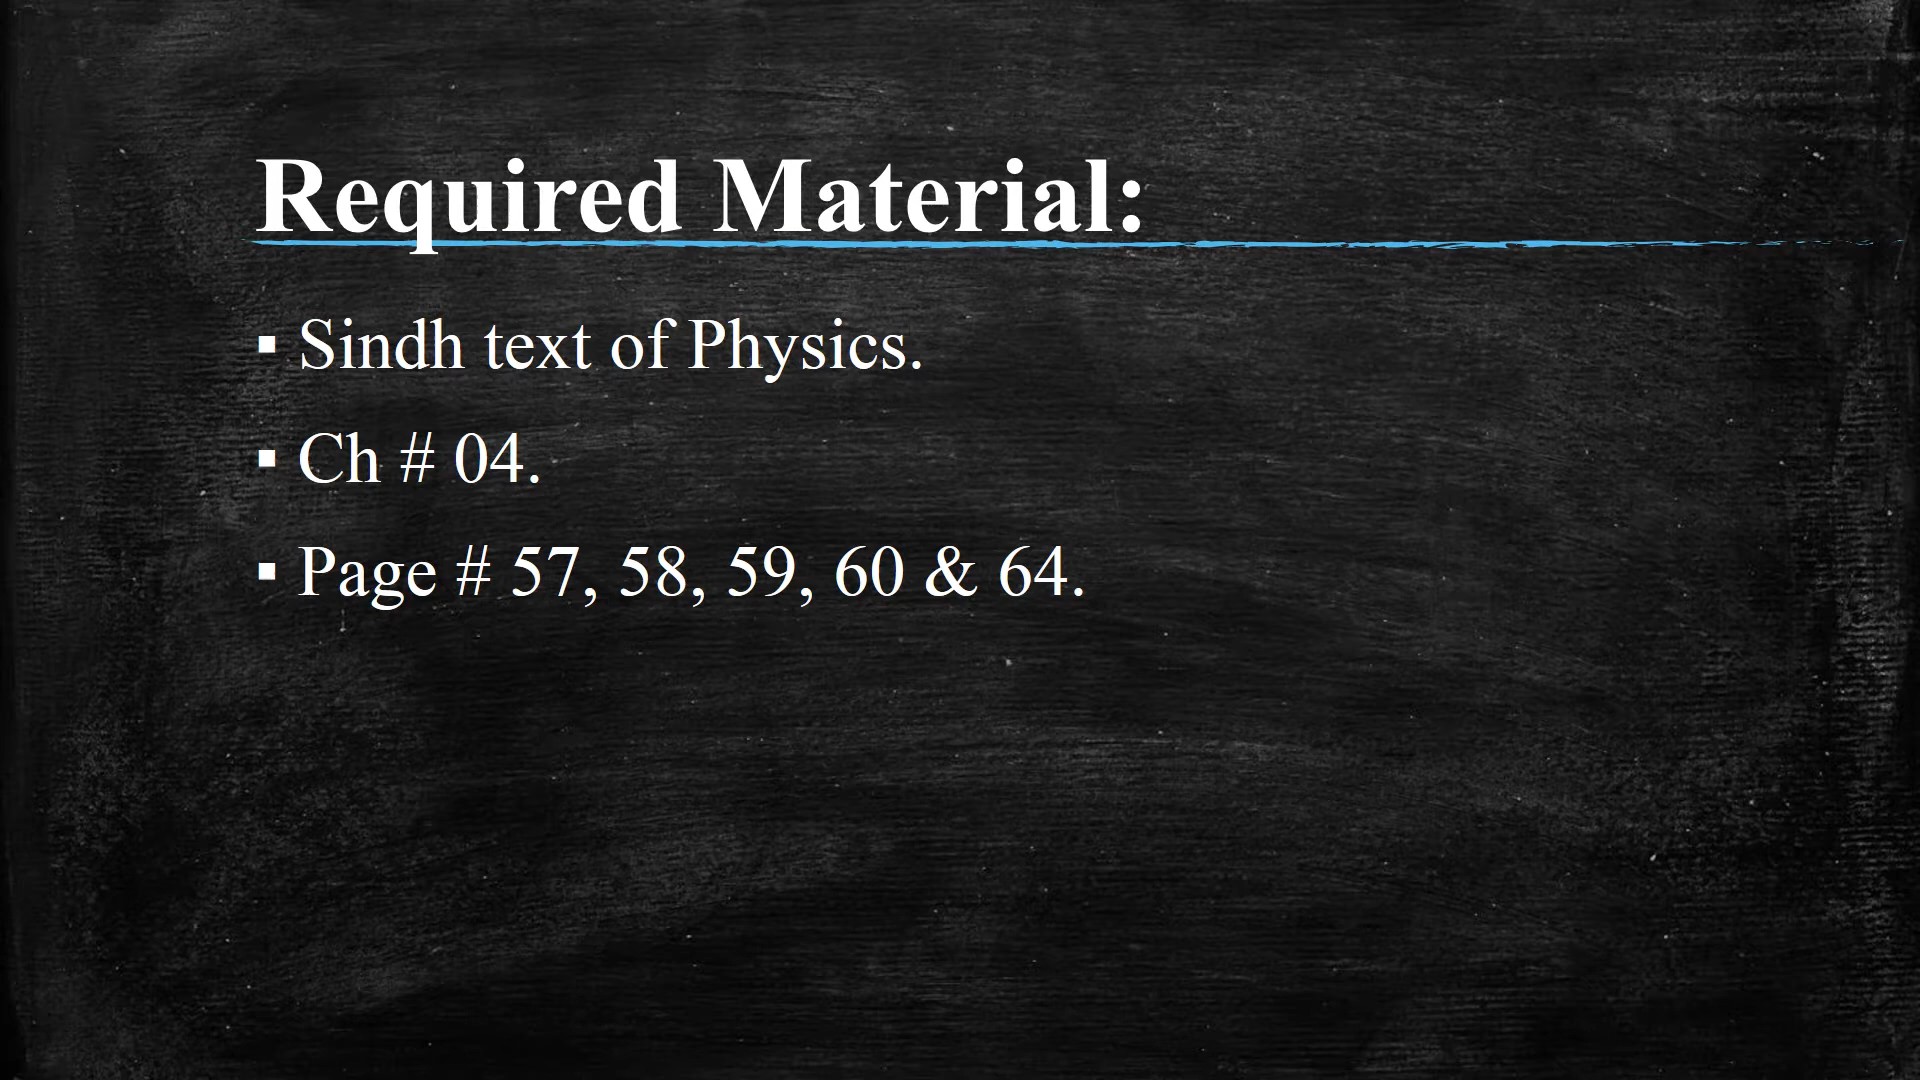 Required Material:
▪ Sindh text of Physics.
▪ Ch # 04.
▪ Page # 57, 58, 59, 60 & 64.